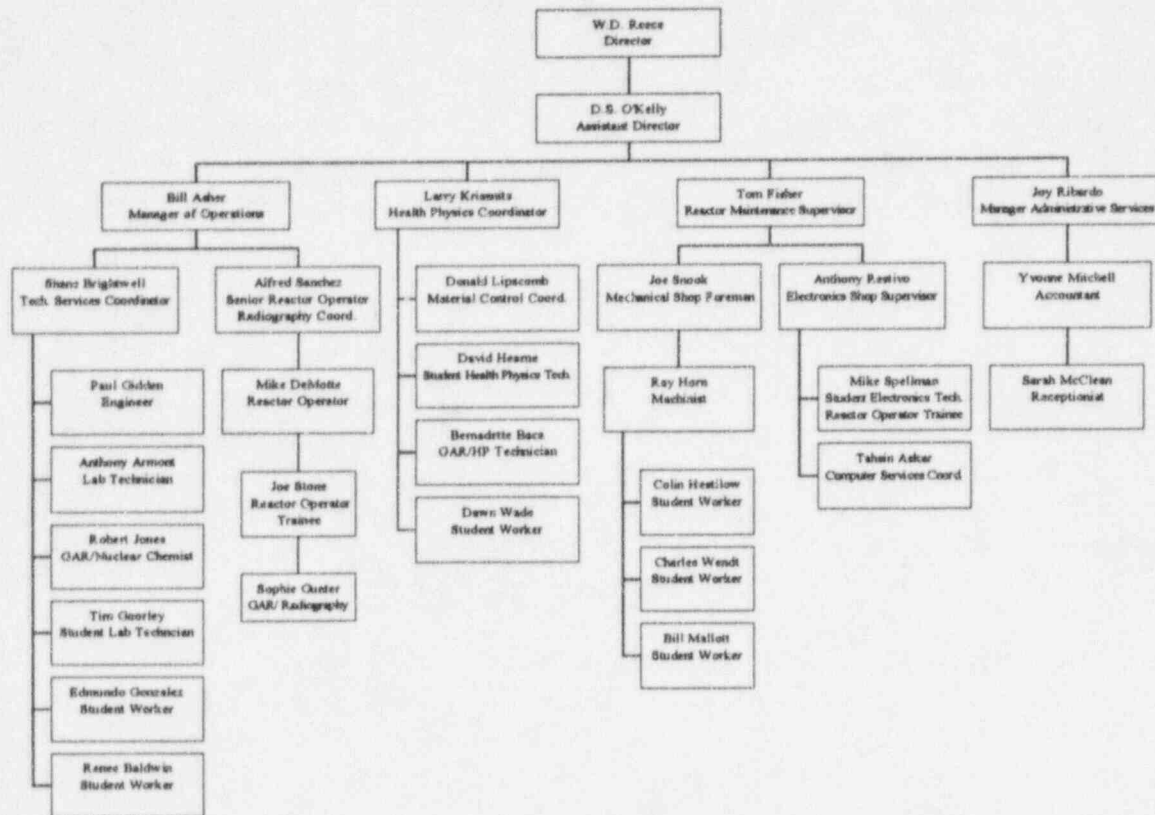 W.D. Reece
Director
D.S. O'Kelly
Assistant Director
Bill Asher
Manager of Operations
Larry
Health Physics Coordinator
Tom Fisher
Reactor Maintenance Supervisor
Joy Ribardo
Manager Administrative Services
Shane Brightwell
Tech. Services Coordinator
Alfred Sanchez
Senior Reactor Operator
Radiography Coord.
Donald Lipscomb
Material Control Coord.
Joe Snook
Mechanical Shop Foreman
Anthony Restivo
Electronics Shop Supervisor
Yvonne Mitchell
Accountant
Paul Gidden
Engineer
Mike DeMotte
Reactor Operator
David Hearne
Student Health Physics Tech.
Ray Horn
Machinist
Mike Spellman
Student Electronics Tech.
Reactor Operator Trainee
Sarah McClean
Receptionist
Anthony Armont
Lab Technician
Joe Stone
Reactor Operator
Trainee
Bernadette Baca
GAR/HP Technician
Colin Hestilow
Student Worker
Tahsin
Computer Services Coord.
Robert Jones
GAR/Nuclear Chemist
Sophie
GAR/ Radiography
Dawn Wade
Student Worker
Charles Wendt
Student Worker
Tim Goorley
Student Lab Technician
Bill Mallott
Student Worker
Edmundo Gonzalez
Student Worker
Renee Baldwin
Student Worker